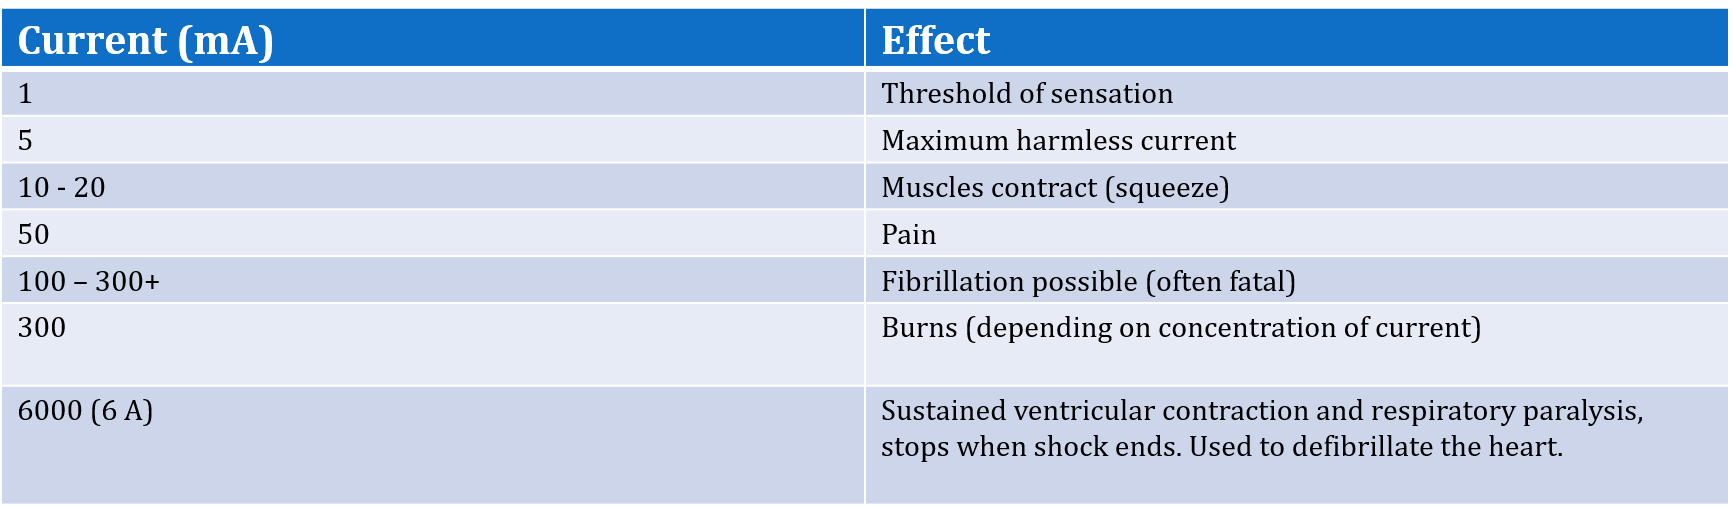 Current (mA) Effect
1 Threshold of sensation
5 Maximum harmless current
10 - 20 Muscles contract (squeeze)
50 Pain
100 – 300+ Fibrillation possible (often fatal)
300 Burns (depending on concentration of current)
6000 (6 A) Sustained ventricular contraction and respiratory paralysis,
stops when shock ends. Used to defibrillate the heart.